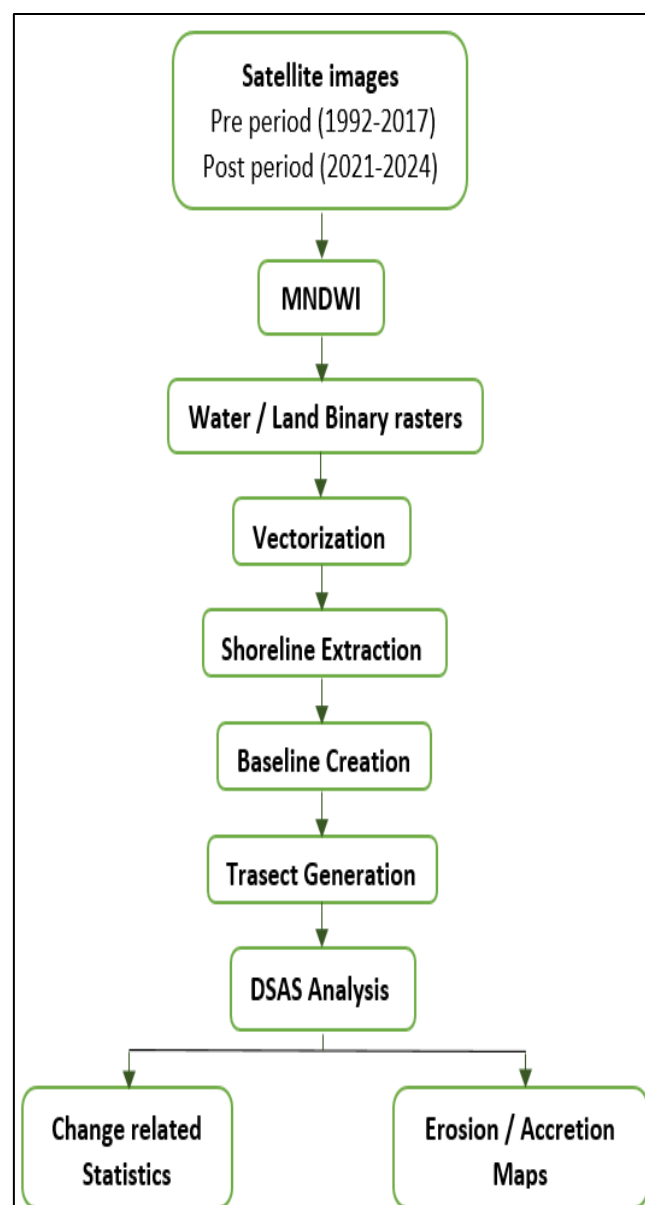 Satellite images
Pre period (1992-2017)
Post period (2021-2024)
MNDWI
Water / Land Binary rasters
Vectorization
Shoreline Extraction
Baseline Creation
Trasect Generation
DSAS Analysis
Change related
Statistics
Erosion / Accretion
Maps